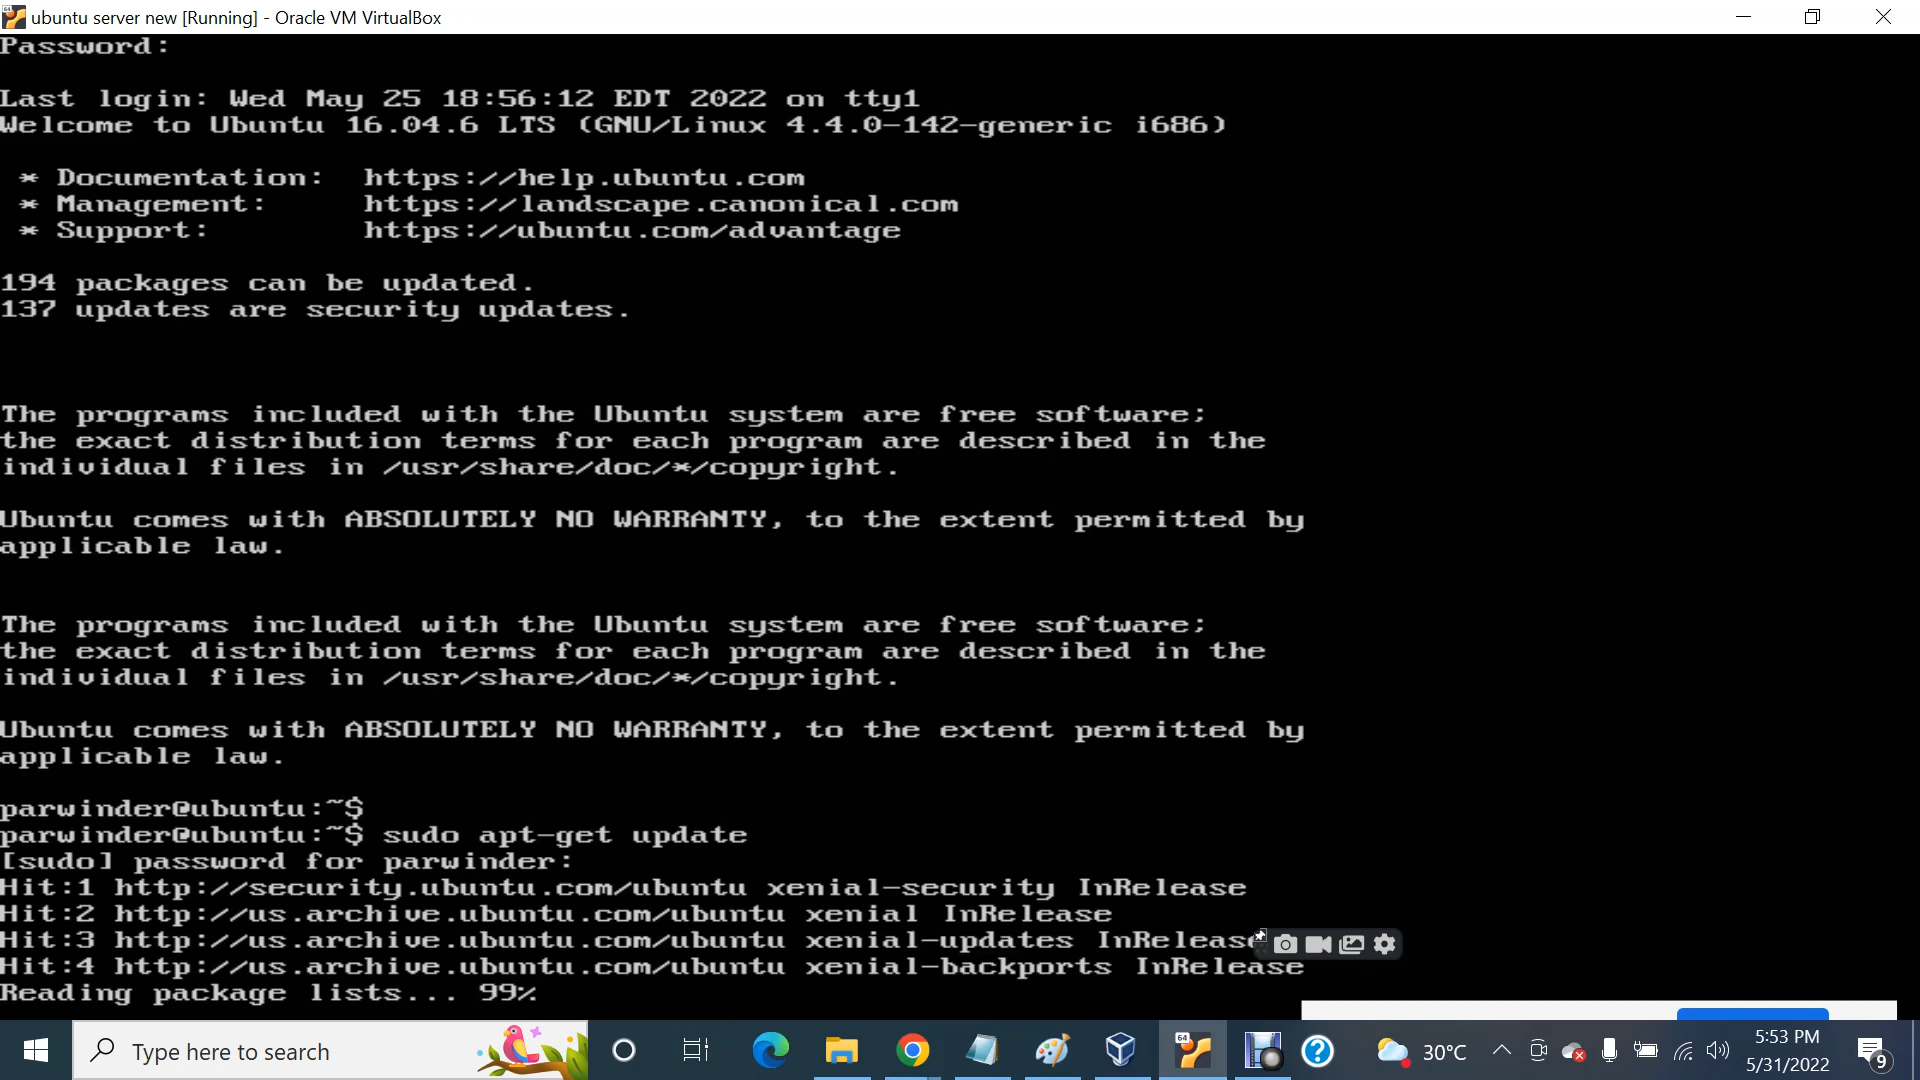 ubuntu server new [Running] - Oracle VM VirtualBox
Password:
Last login: Wed May 25 18:56:12 EDT 2022 on tty1
Welcome to Ubuntu 16.04.6 LTS (GNU/Linux 4.4.0-142-generic i686)
* Documentation:  https://help.ubuntu.com
* Management:     https://landscape.canonical.com
* Support:        https://ubuntu.com/advantage
194 packages can be updated.
137 updates are security updates.
The programs included with the Ubuntu system are free software;
the exact distribution terms for each program are described in the
individual files in /usr/share/doc/*/copyright.
Ubuntu comes with ABSOLUTELY NO WARRANTY, to the extent permitted by
applicable law.
The programs included with the Ubuntu system are free software;
the exact distribution terms for each program are described in the
individual files in /usr/share/doc/*/copyright.
Ubuntu comes with ABSOLUTELY NO WARRANTY, to the extent permitted by
applicable law.
parwinder@ubuntu:~$
parwinder@ubuntu:~$ sudo apt-get update
[sudo] password for parwinder:
Hit:1 http://security.ubuntu.com/ubuntu xenial-security InRelease
Hit:2 http://us.archive.ubuntu.com/ubuntu xenial InRelease
Hit:3 http://us.archive.ubuntu.com/ubuntu xenial-updates InRelease
Hit:4 http://us.archive.ubuntu.com/ubuntu xenial-backports InRelease
Reading package lists... 99%
Type here to search
64
30°C
5:53 PM
5/31/2022
9